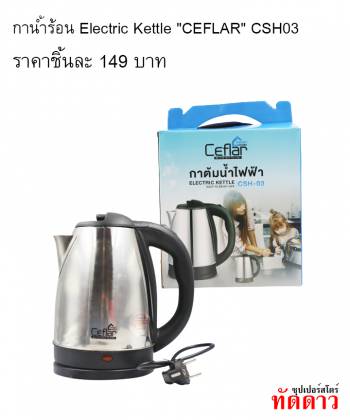 กาน้ำร้อน Electric Kettle "CEFLAR" CSH03
ราคาชิ้นละ 149 บาท
Ceflar
กาต้มน้ำไฟฟ้า
ELECTRIC KETTLE CSH-03
Ceflar
ซุปเปอร์สโตร์
ทัดดาว